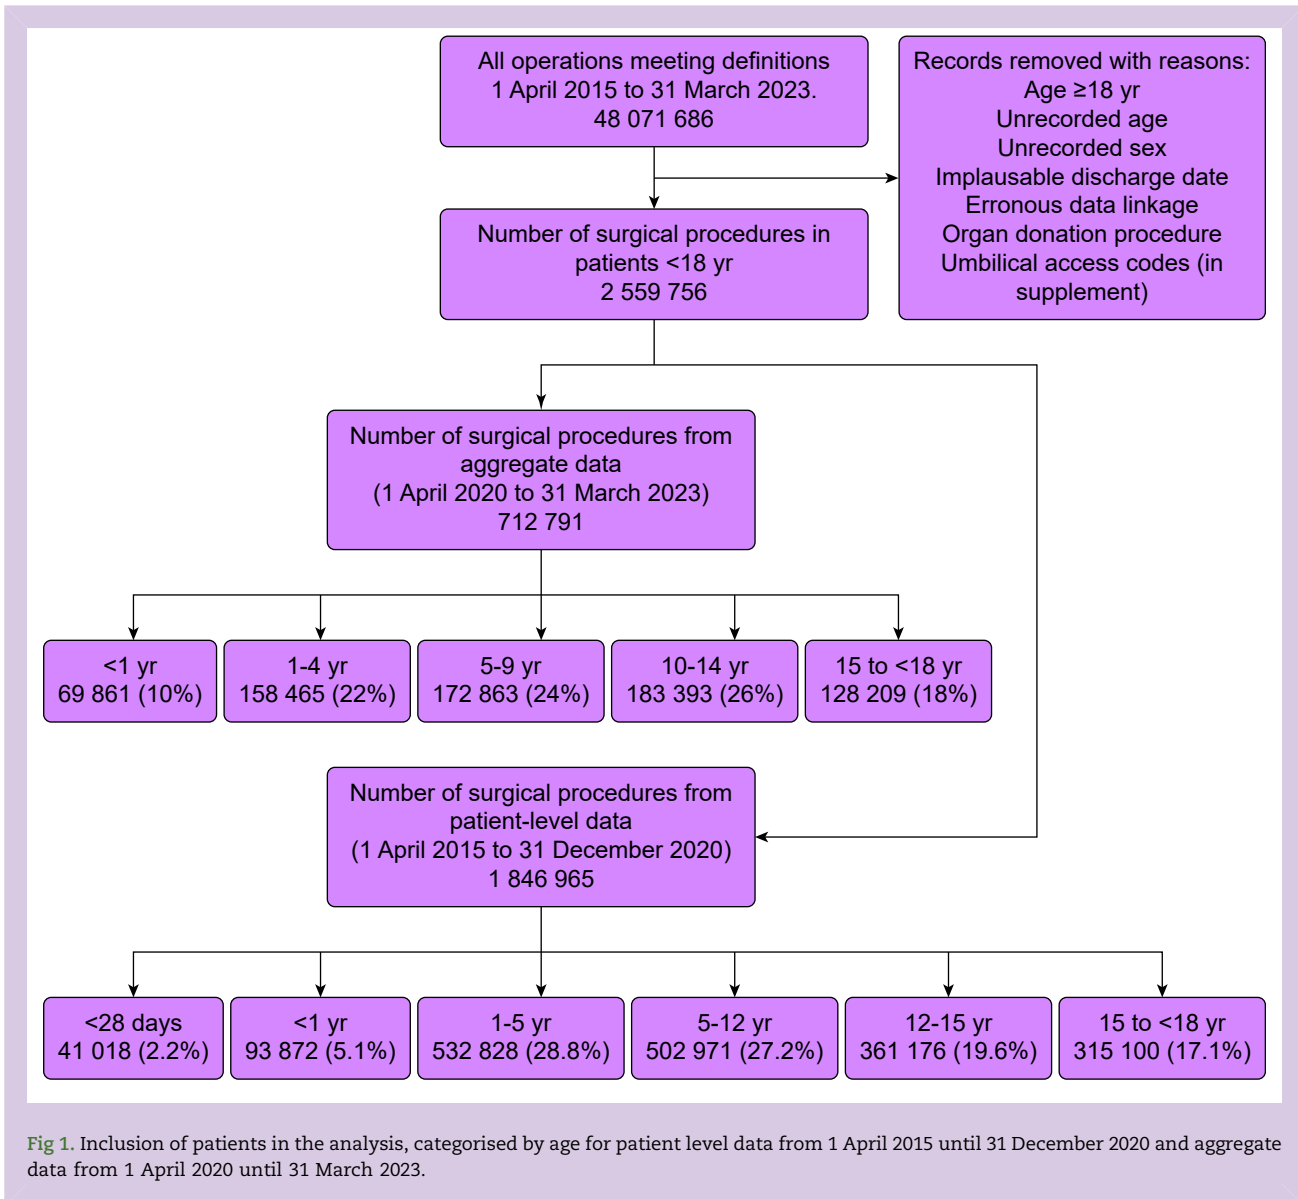 All operations meeting definitions
1 April 2015 to 31 March 2023.
48 071 686
Records removed with reasons:
Age ≥18 yr
Unrecorded age
Unrecorded sex
Implausable discharge date
Erronous data linkage
Organ donation procedure
Umbilical access codes (in
supplement)
Number of surgical procedures in
patients <18 yr
2 559 756
Number of surgical procedures from
aggregate data
(1 April 2020 to 31 March 2023)
712 791
<1 yr
69 861 (10%)
1-4 yr
158 465 (22%)
5-9 yr
172 863 (24%)
10-14 yr
183 393 (26%)
15 to <18 yr
128 209 (18%)
Number of surgical procedures from
patient-level data
(1 April 2015 to 31 December 2020)
1 846 965
<28 days
41 018 (2.2%)
<1 yr
93 872 (5.1%)
1-5 yr
532 828 (28.8%)
5-12 yr
502 971 (27.2%)
12-15 yr
361 176 (19.6%)
15 to <18 yr
315 100 (17.1%)
Fig 1. Inclusion of patients in the analysis, categorised by age for patient level data from 1 April 2015 until 31 December 2020 and aggregate
data from 1 April 2020 until 31 March 2023.